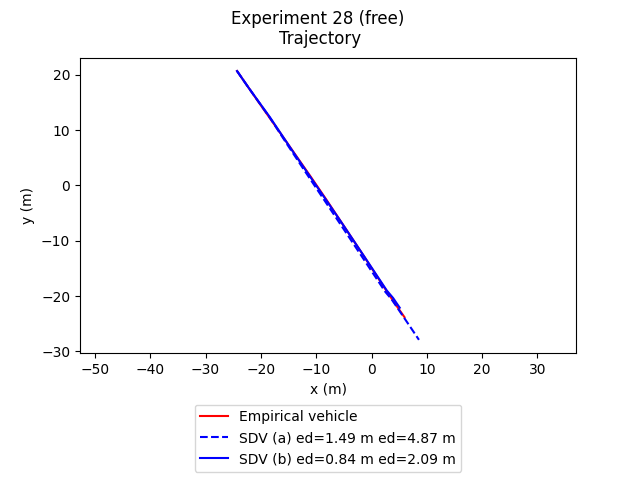 Experiment 28 (free)
Trajectory
20
10
0
−10
−20
−30
y (m)
−50 −40 −30 −20 −10 0 10 20 30
x (m)
Empirical vehicle
SDV (a) ed=1.49 m ed=4.87 m
SDV (b) ed=0.84 m ed=2.09 m